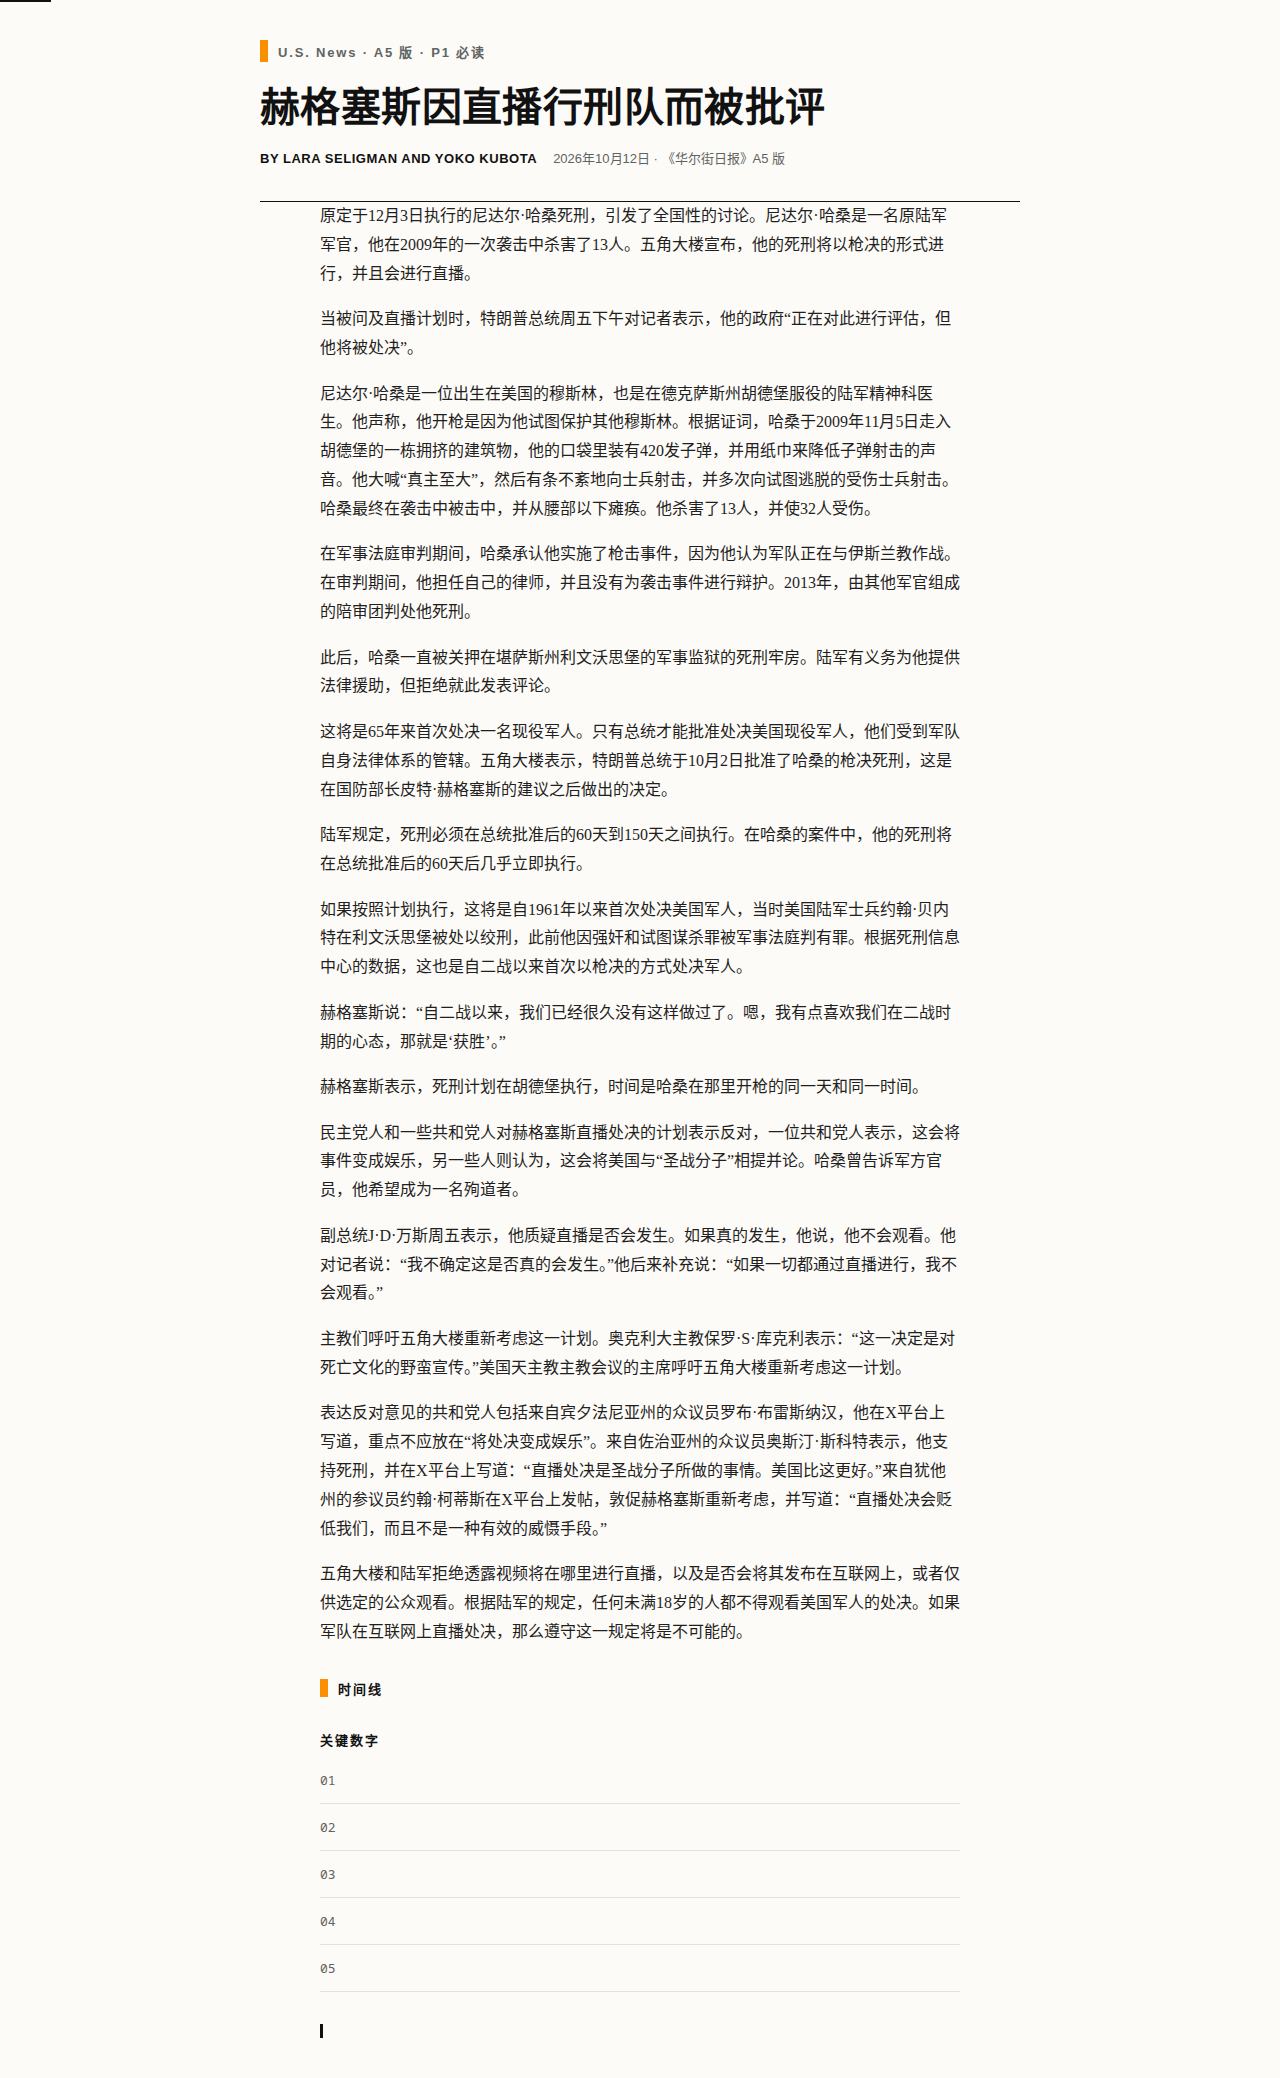 U.S. News · A5 版 · P1 必读
赫格塞斯因直播行刑队而被批评
BY LARA SELIGMAN AND YOKO KUBOTA 2026年10月12日 · 《华尔街日报》A5 版
原定于12月3日执行的尼达尔·哈桑死刑，引发了全国性的讨论。尼达尔·哈桑是一名原陆军
军官，他在2009年的一次袭击中杀害了13人。五角大楼宣布，他的死刑将以枪决的形式进
行，并且会进行直播。
当被问及直播计划时，特朗普总统周五下午对记者表示，他的政府“正在对此进行评估，但
他将被处决”。
尼达尔·哈桑是一位出生在美国的穆斯林，也是在德克萨斯州胡德堡服役的陆军精神科医
生。他声称，他开枪是因为他试图保护其他穆斯林。根据证词，哈桑于2009年11月5日走入
胡德堡的一栋拥挤的建筑物，他的口袋里装有420发子弹，并用纸巾来降低子弹射击的声
音。他大喊“真主至大”，然后有条不紊地向士兵射击，并多次向试图逃脱的受伤士兵射击。
哈桑最终在袭击中被击中，并从腰部以下瘫痪。他杀害了13人，并使32人受伤。
在军事法庭审判期间，哈桑承认他实施了枪击事件，因为他认为军队正在与伊斯兰教作战。
在审判期间，他担任自己的律师，并且没有为袭击事件进行辩护。2013年，由其他军官组成
的陪审团判处他死刑。
此后，哈桑一直被关押在堪萨斯州利文沃思堡的军事监狱的死刑牢房。陆军有义务为他提供
法律援助，但拒绝就此发表评论。
这将是65年来首次处决一名现役军人。只有总统才能批准处决美国现役军人，他们受到军队
自身法律体系的管辖。五角大楼表示，特朗普总统于10月2日批准了哈桑的枪决死刑，这是
在国防部长皮特·赫格塞斯的建议之后做出的决定。
陆军规定，死刑必须在总统批准后的60天到150天之间执行。在哈桑的案件中，他的死刑将
在总统批准后的60天后几乎立即执行。
如果按照计划执行，这将是自1961年以来首次处决美国军人，当时美国陆军士兵约翰·贝内
特在利文沃思堡被处以绞刑，此前他因强奸和试图谋杀罪被军事法庭判有罪。根据死刑信息
中心的数据，这也是自二战以来首次以枪决的方式处决军人。
赫格塞斯说：“自二战以来，我们已经很久没有这样做过了。嗯，我有点喜欢我们在二战时
期的心态，那就是‘获胜’。”
赫格塞斯表示，死刑计划在胡德堡执行，时间是哈桑在那里开枪的同一天和同一时间。
民主党人和一些共和党人对赫格塞斯直播处决的计划表示反对，一位共和党人表示，这会将
事件变成娱乐，另一些人则认为，这会将美国与“圣战分子”相提并论。哈桑曾告诉军方官
员，他希望成为一名殉道者。
副总统J·D·万斯周五表示，他质疑直播是否会发生。如果真的发生，他说，他不会观看。他
对记者说：“我不确定这是否真的会发生。”他后来补充说：“如果一切都通过直播进行，我不
会观看。”
主教们呼吁五角大楼重新考虑这一计划。奥克利大主教保罗·S·库克利表示：“这一决定是对
死亡文化的野蛮宣传。”美国天主教主教会议的主席呼吁五角大楼重新考虑这一计划。
表达反对意见的共和党人包括来自宾夕法尼亚州的众议员罗布·布雷斯纳汉，他在X平台上
写道，重点不应放在“将处决变成娱乐”。来自佐治亚州的众议员奥斯汀·斯科特表示，他支
持死刑，并在X平台上写道：“直播处决是圣战分子所做的事情。美国比这更好。”来自犹他
州的参议员约翰·柯蒂斯在X平台上发帖，敦促赫格塞斯重新考虑，并写道：“直播处决会贬
低我们，而且不是一种有效的威慑手段。”
五角大楼和陆军拒绝透露视频将在哪里进行直播，以及是否会将其发布在互联网上，或者仅
供选定的公众观看。根据陆军的规定，任何未满18岁的人都不得观看美国军人的处决。如果
军队在互联网上直播处决，那么遵守这一规定将是不可能的。
时间线
关键数字
01
02
03
04
05